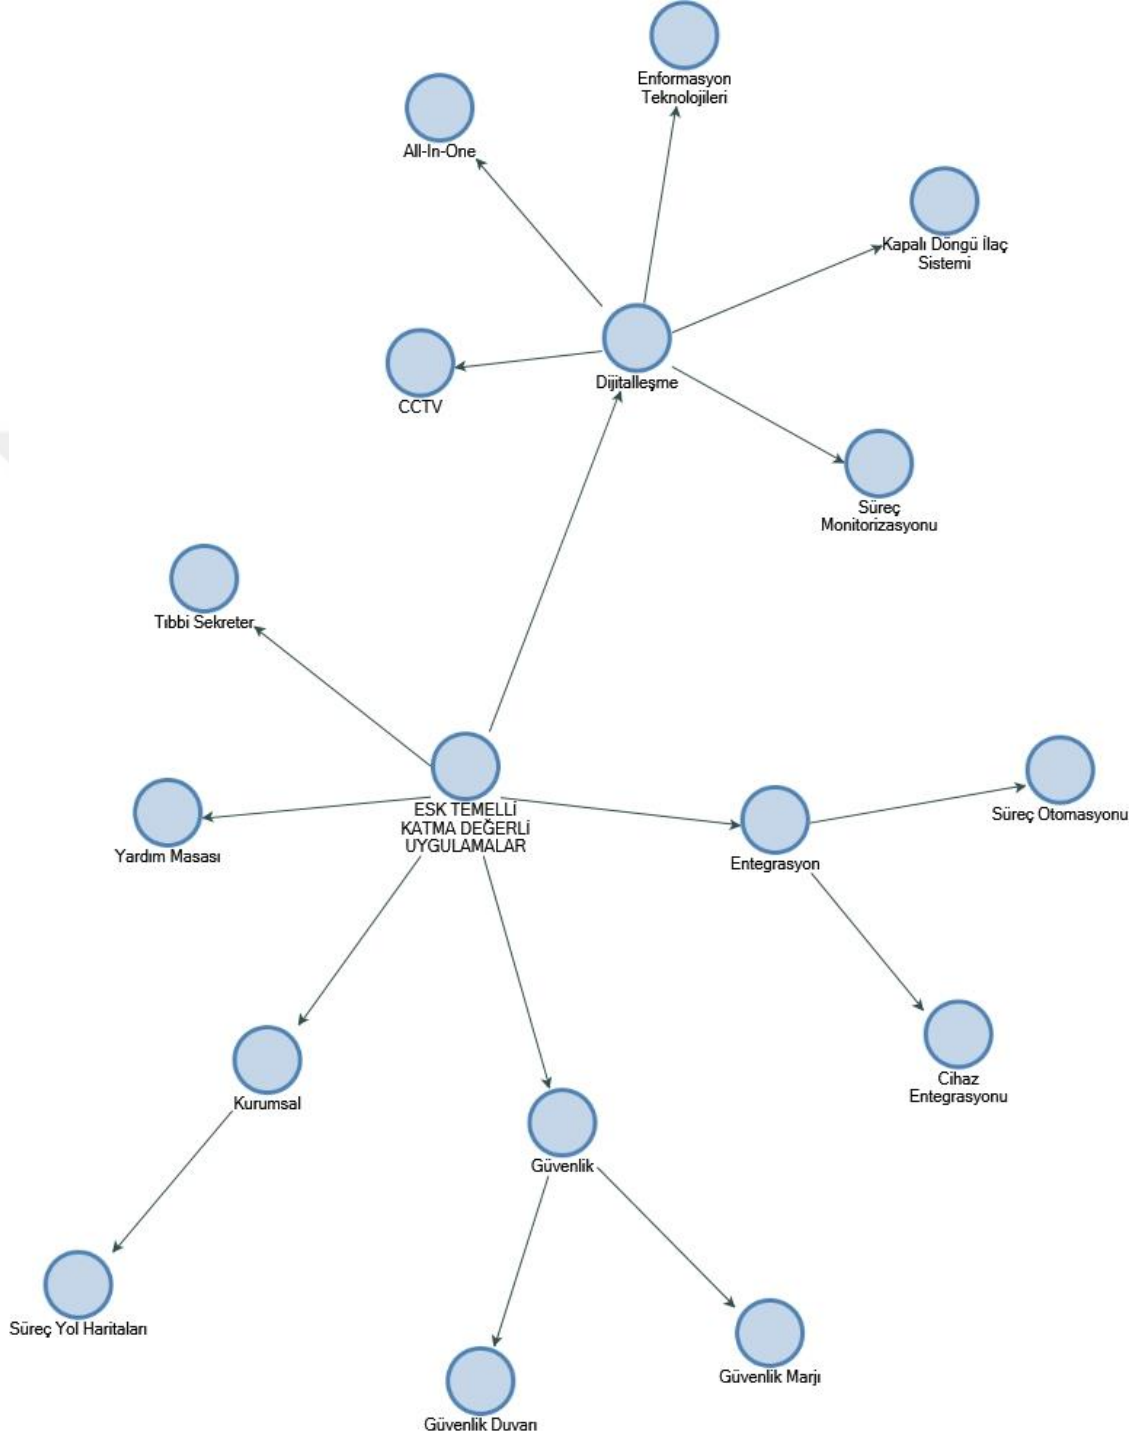 Enformasyon
Teknolojileri
All-In-One
Kapalı Döngü İlaç
Sistemi
Dijitalleşme
CCTV
Süreç
Monitorizasyonu
Tıbbi Sekreter
ESK TEMELLİ
KATMA DEĞERLİ
UYGULAMALAR
Süreç Otomasyonu
Yardım Masası
Entegrasyon
Cihaz
Entegrasyonu
Kurumsal
Güvenlik
Süreç Yol Haritaları
Güvenlik Marjı
Güvenlik Duvarı